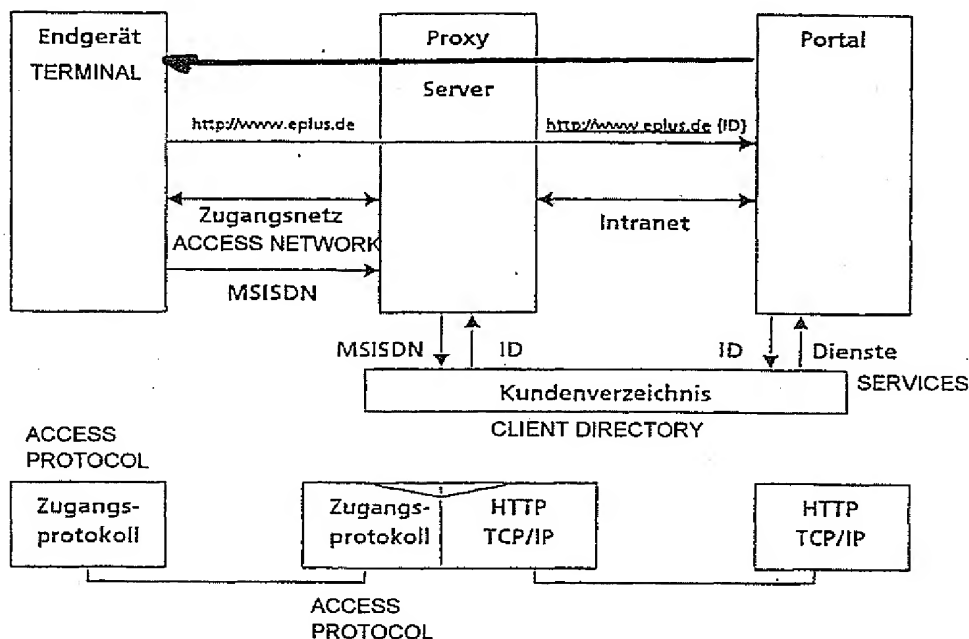 Endgerät
TERMINAL
Proxy
Server
Portal
http://www.eplus.de
http://www.eplus.de {ID}
Zugangsnetz
ACCESS NETWORK
Intranet
MSISDN
MSISDN
ID
ID
Dienste
SERVICES
Kundenverzeichnis
CLIENT DIRECTORY
ACCESS
PROTOCOL
Zugangs-
protokoll
Zugangs-
protokoll
HTTP
TCP/IP
HTTP
TCP/IP
ACCESS
PROTOCOL